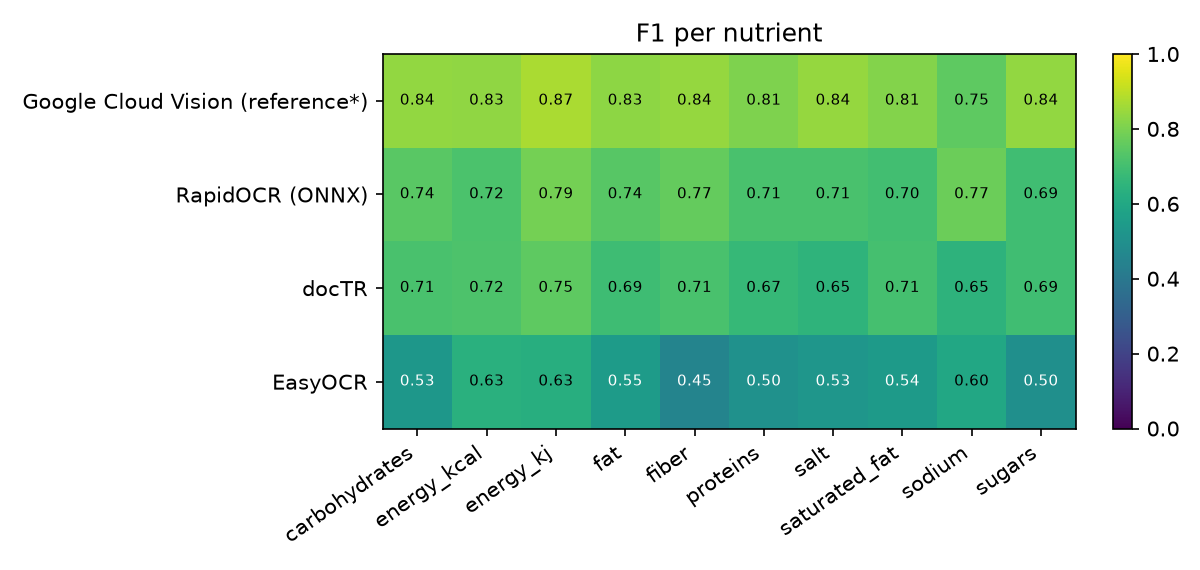 F1 per nutrient
Google Cloud Vision (reference*) 0.84 0.83 0.87 0.83 0.84 0.81 0.84 0.81 0.75 0.84
RapidOCR (ONNX) 0.74 0.72 0.79 0.74 0.77 0.71 0.71 0.70 0.77 0.69
docTR 0.71 0.72 0.75 0.69 0.71 0.67 0.65 0.71 0.65 0.69
EasyOCR 0.53 0.63 0.63 0.55 0.45 0.50 0.53 0.54 0.60 0.50
carbohydrates energy_kcal energy_kj fat fiber proteins salt saturated_fat sodium sugars
1.0
0.8
0.6
0.4
0.2
0.0